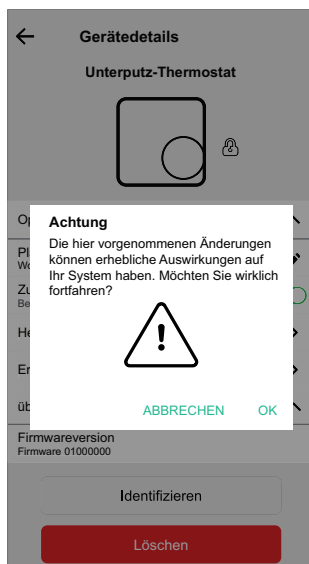 Gerätedetails
Unterputz-Thermostat
Achtung
Die hier vorgenommenen Änderungen
können erhebliche Auswirkungen auf
Ihr System haben. Möchten Sie wirklich
fortfahren?
ABBRECHEN OK
Firmwareversion
Firmware 01000000
Identifizieren
Löschen